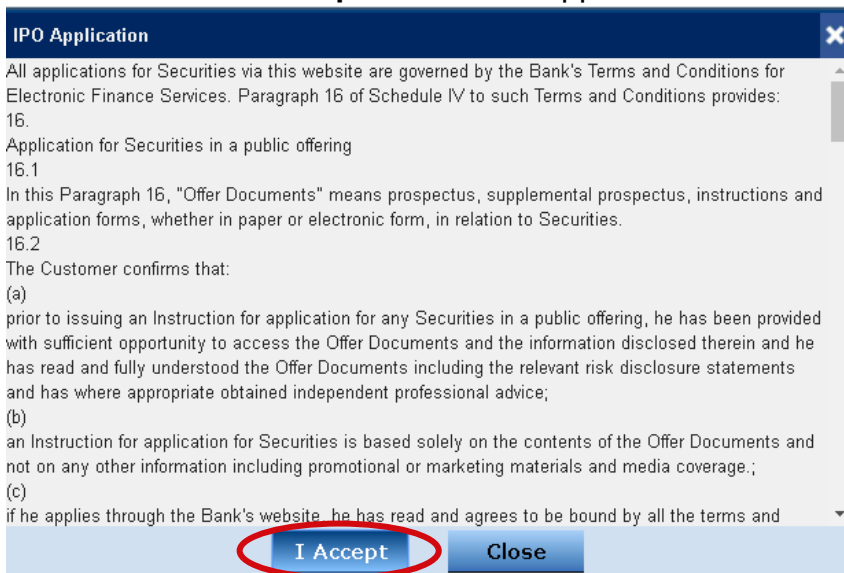 IPO Application
All applications for Securities via this website are governed by the Bank's Terms and Conditions for
Electronic Finance Services. Paragraph 16 of Schedule IV to such Terms and Conditions provides:
16.
Application for Securities in a public offering
16.1
In this Paragraph 16, "Offer Documents" means prospectus, supplemental prospectus, instructions and
application forms, whether in paper or electronic form, in relation to Securities.
16.2
The Customer confirms that:
(a)
prior to issuing an Instruction for application for any Securities in a public offering, he has been provided
with sufficient opportunity to access the Offer Documents and the information disclosed therein and he
has read and fully understood the Offer Documents including the relevant risk disclosure statements
and has where appropriate obtained independent professional advice;
(b)
an Instruction for application for Securities is based solely on the contents of the Offer Documents and
not on any other information including promotional or marketing materials and media coverage.;
(c)
if he applies through the Bank's website, he has read and agrees to be bound by all the terms and
I Accept
Close